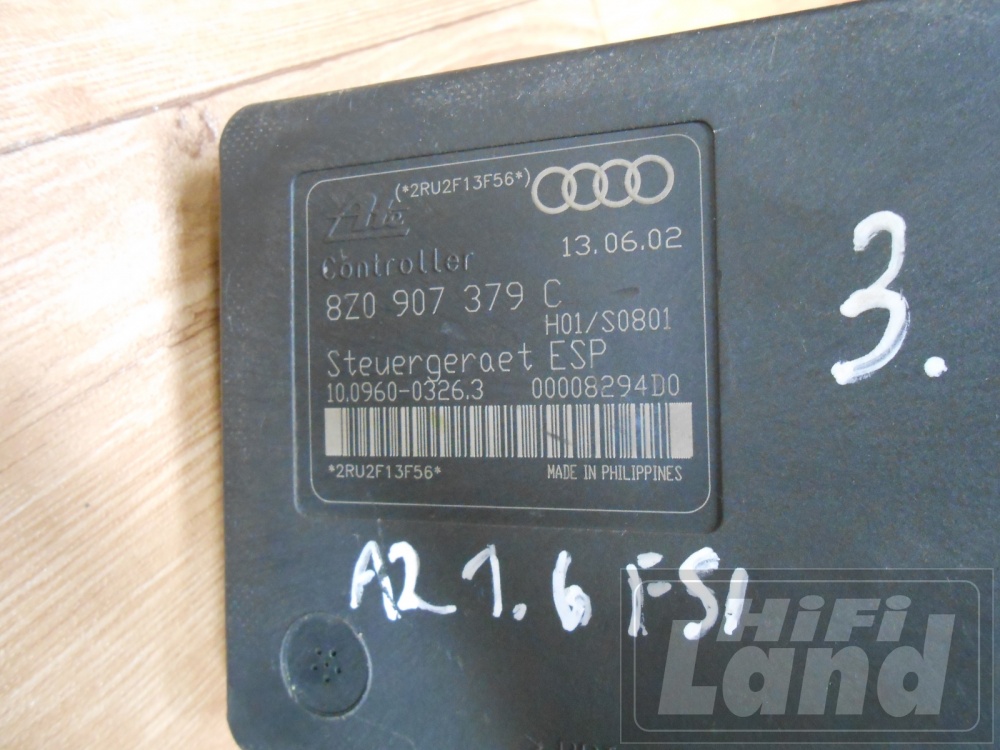 (*2RU2F13F56*)
Ate
13.06.02
Controller
8Z0 907 379 C
H01/S0801
Steuergeraet ESP
10.0960-0326.3 00008294D0
*2RU2F13F56* MADE IN PHILIPPINES
3.
A2 1.6 FSI
HiFi
Land